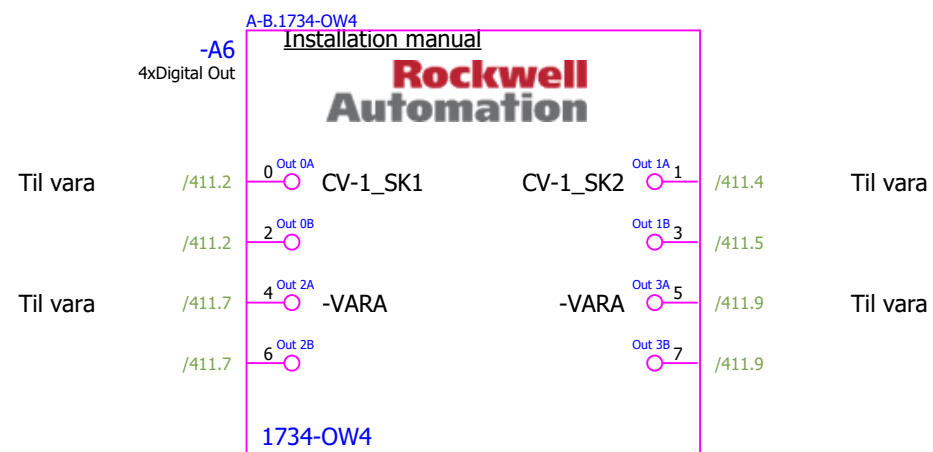 A-B.1734-OW4
-A6
Installation manual
4xDigital Out
Rockwell
Automation
Til vara /411.2 0 Out 0A CV-1_SK1 CV-1_SK2 Out 1A 1 /411.4 Til vara
/411.2 2 Out 0B Out 1B 3 /411.5
Til vara /411.7 4 Out 2A -VARA -VARA Out 3A 5 /411.9 Til vara
/411.7 6 Out 2B Out 3B 7 /411.9
1734-OW4